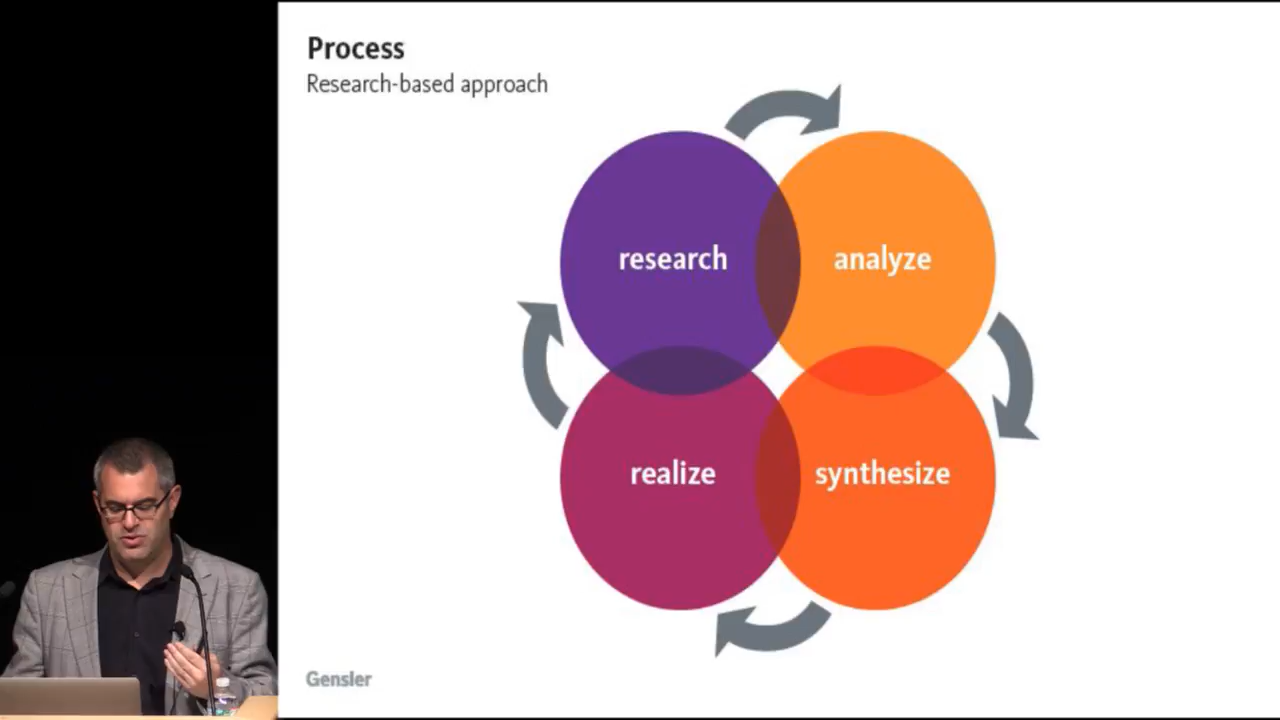 Process
Research-based approach
research
analyze
realize
synthesize
Gensler